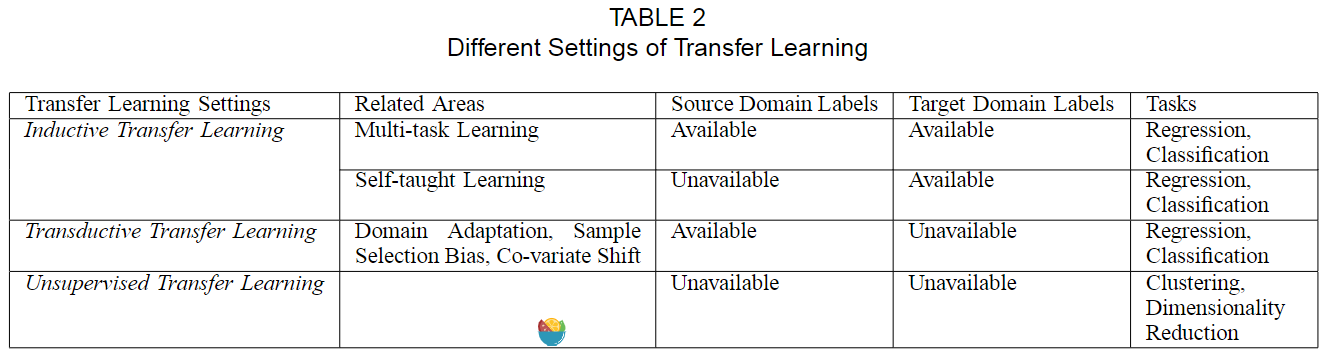 TABLE 2
Different Settings of Transfer Learning
Transfer Learning Settings Related Areas Source Domain Labels Target Domain Labels Tasks
Inductive Transfer Learning Multi-task Learning Available Available Regression,
Classification
Self-taught Learning Unavailable Available Regression,
Classification
Transductive Transfer Learning Domain Adaptation, Sample Available Unavailable Regression,
Selection Bias, Co-variate Shift Classification
Unsupervised Transfer Learning Unavailable Unavailable Clustering,
Dimensionality
Reduction